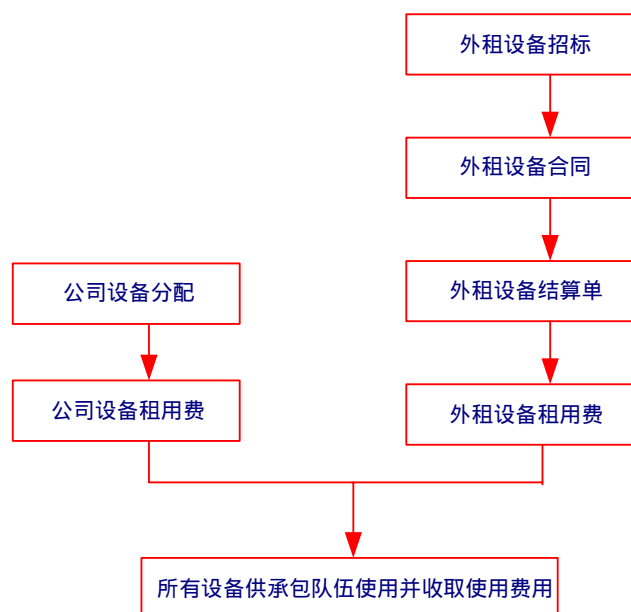 外租设备招标
外租设备合同
公司设备分配
外租设备结算单
公司设备租用费
外租设备租用费
所有设备供承包队伍使用并收取使用费用